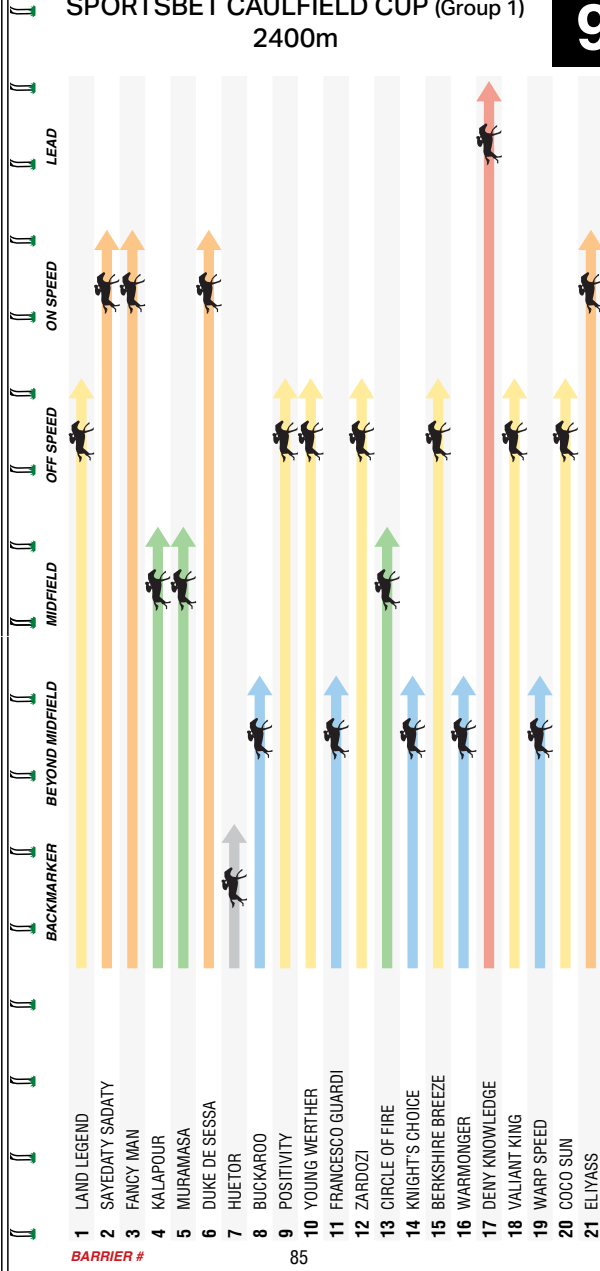 SPORTSBET CAULFIELD CUP (Group 1)
2400m
9
LEAD
ON SPEED
OFF SPEED
MIDFIELD
BEYOND MIDFIELD
BACKMARKER
1 LAND LEGEND
2 SAYEDATY SADATY
3 FANCY MAN
4 KALAPOUR
5 MURAMASA
6 DUKE DE SESSA
7 HUETOR
8 BUCKAROO
9 POSITIVITY
10 YOUNG WERTHER
11 FRANCESCO GUARDI
12 ZARDOZI
13 CIRCLE OF FIRE
14 KNIGHT'S CHOICE
15 BERKSHIRE BREEZE
16 WARMONGER
17 DENY KNOWLEDGE
18 VALIANT KING
19 WARP SPEED
20 COCO SUN
21 ELIYASS
BARRIER #
85